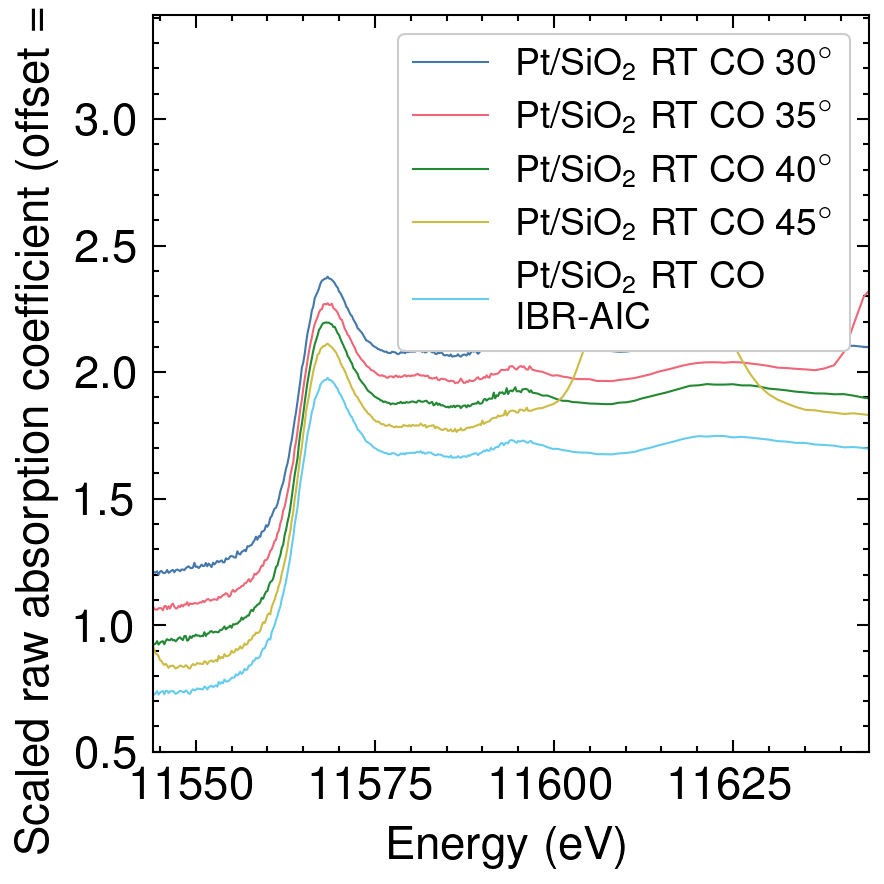 Scaled raw absorption coefficient (offset =
3.0
2.5
2.0
1.5
1.0
0.5
Pt/SiO₂ RT CO 30°
Pt/SiO₂ RT CO 35°
Pt/SiO₂ RT CO 40°
Pt/SiO₂ RT CO 45°
Pt/SiO₂ RT CO
IBR-AIC
11550 11575 11600 11625
Energy (eV)